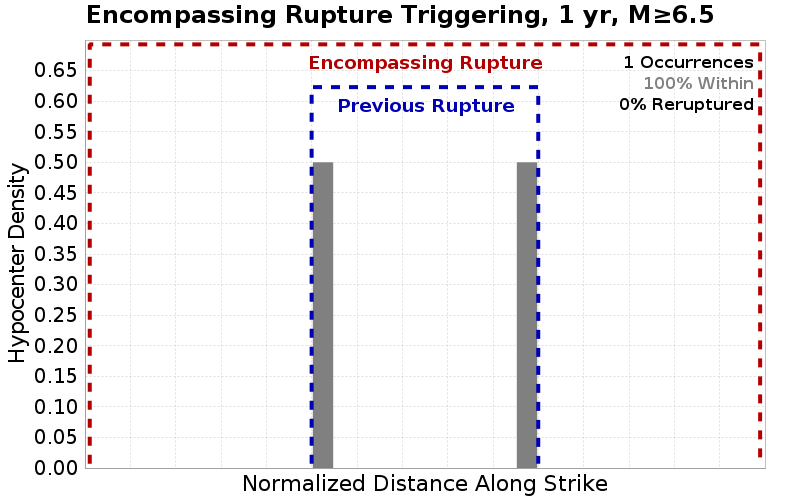 Encompassing Rupture Triggering, 1 yr, M≥6.5
Encompassing Rupture
1 Occurrences
100% Within
0% Reruptured
Previous Rupture
Hypocenter Density
0.65
0.60
0.55
0.50
0.45
0.40
0.35
0.30
0.25
0.20
0.15
0.10
0.05
0.00
Normalized Distance Along Strike